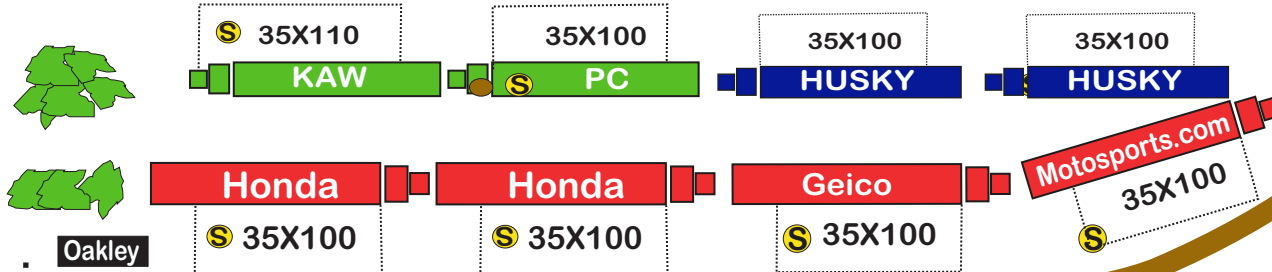 S 35X110
35X100
35X100
35X100
KAW
S PC
HUSKY
S HUSKY
Motosports.com
Honda
Honda
Geico
S 35X100
S 35X100
S 35X100
S 35X100
Oakley
.